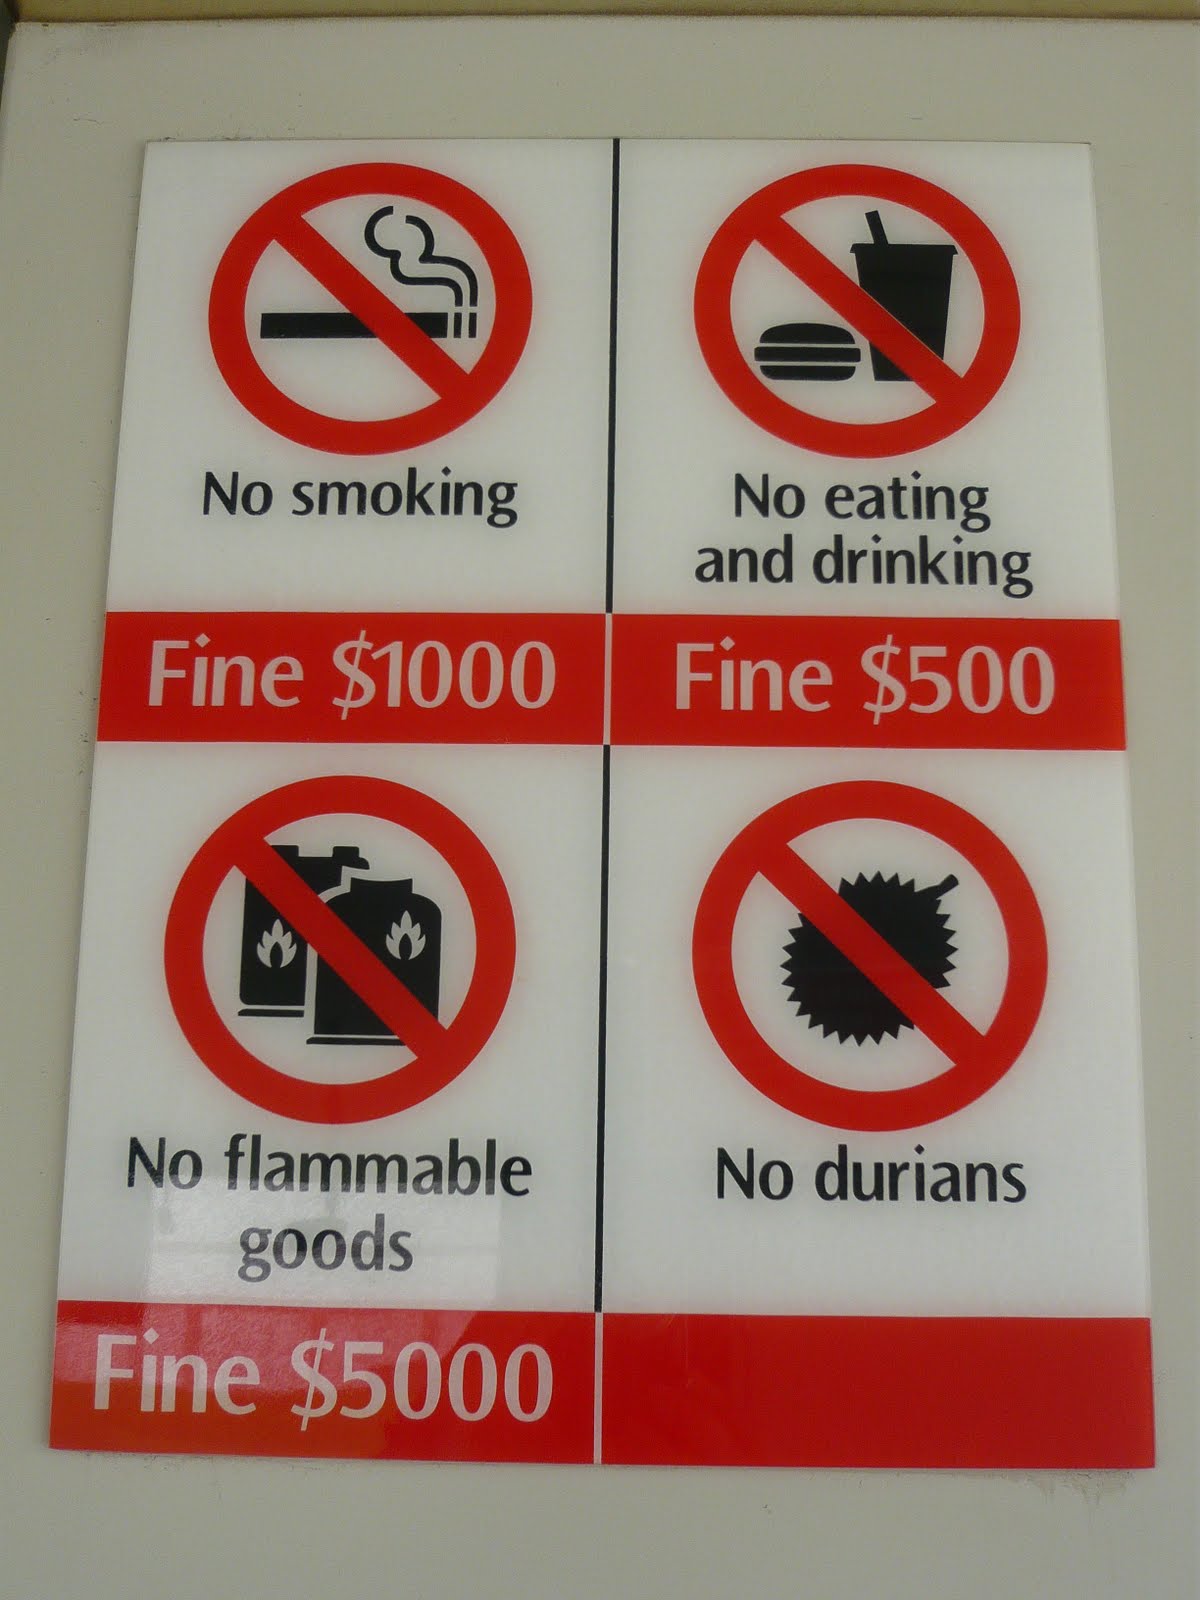 No smoking
No eating
and drinking
Fine $1000
Fine $500
No flammable
goods
No durians
Fine $5000